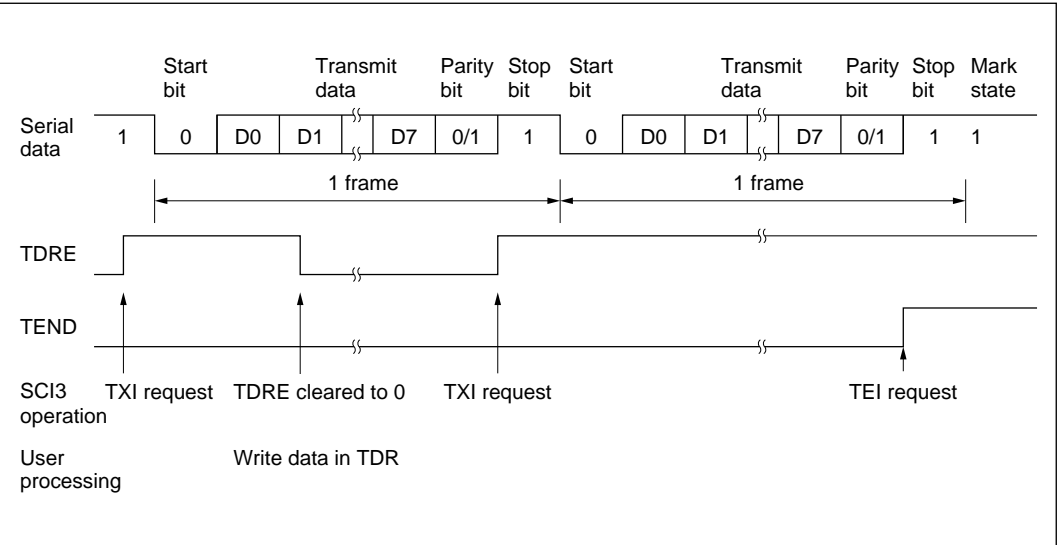 Start Transmit Parity Stop Start Transmit Parity Stop Mark
bit data bit bit bit data bit bit state
Serial data 1 0 D0 D1 D7 0/1 1 0 D0 D1 D7 0/1 1 1
1 frame 1 frame
TDRE
TEND
SCI3 operation TXI request TDRE cleared to 0 TXI request TEI request
User processing Write data in TDR